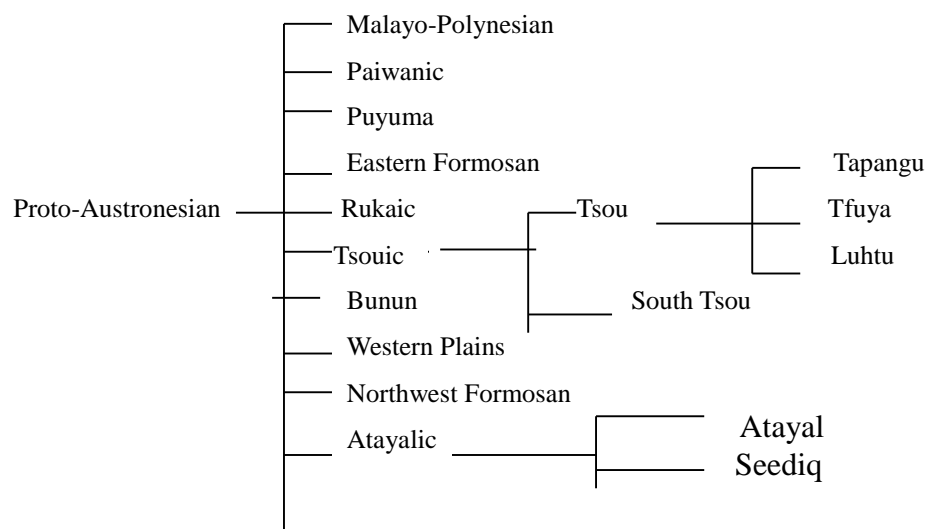 Malayo-Polynesian
Paiwanic
Puyuma
Eastern Formosan
Tapangu
Proto-Austronesian
Rukaic
Tsou
Tfuya
Tsouic
Luhtu
Bunun
South Tsou
Western Plains
Northwest Formosan
Atayalic
Atayal
Seediq